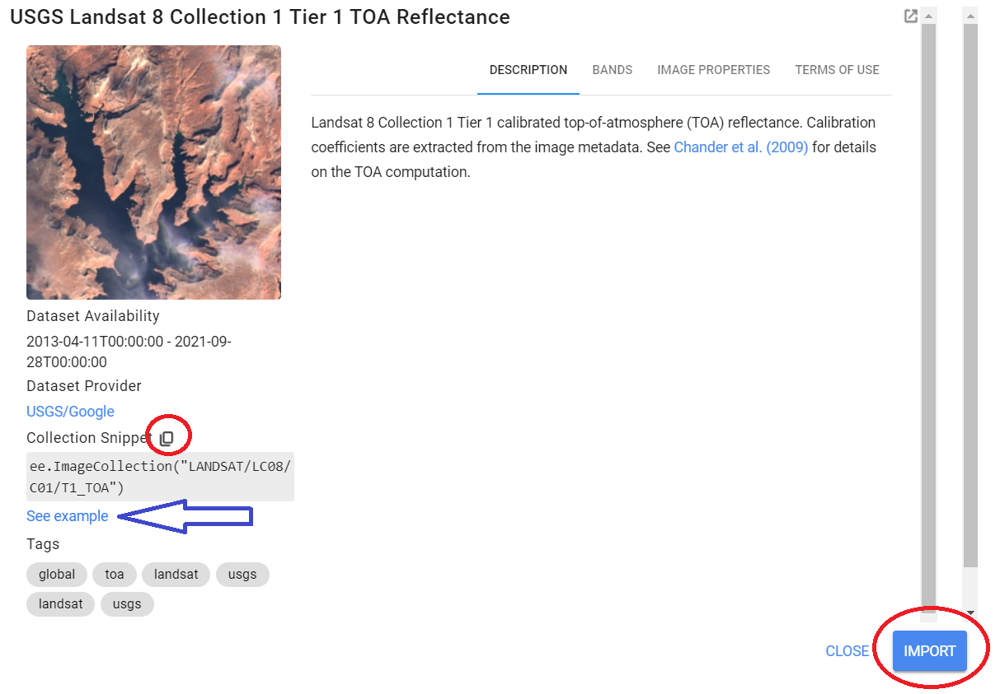 USGS Landsat 8 Collection 1 Tier 1 TOA Reflectance
DESCRIPTION BANDS IMAGE PROPERTIES TERMS OF USE
Landsat 8 Collection 1 Tier 1 calibrated top-of-atmosphere (TOA) reflectance. Calibration
coefficients are extracted from the image metadata. See Chander et al. (2009) for details
on the TOA computation.
Dataset Availability
2013-04-11T00:00:00 - 2021-09-
28T00:00:00
Dataset Provider
USGS/Google
Collection Snippet
ee.ImageCollection("LANDSAT/LC08/
C01/T1_TOA")
See example
Tags
global toa landsat usgs
landsat usgs
CLOSE IMPORT